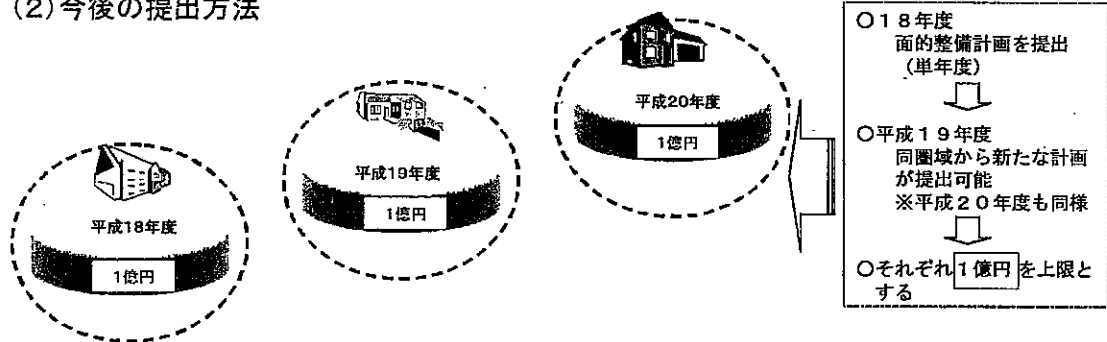 (2)今後の提出方法
平成18年度
1億円
平成19年度
1億円
平成20年度
1億円
○18年度
面的整備計画を提出
(単年度)
○平成19年度
同圏域から新たな計画
が提出可能
※平成20年度も同様
○それぞれ1億円を上限と
する